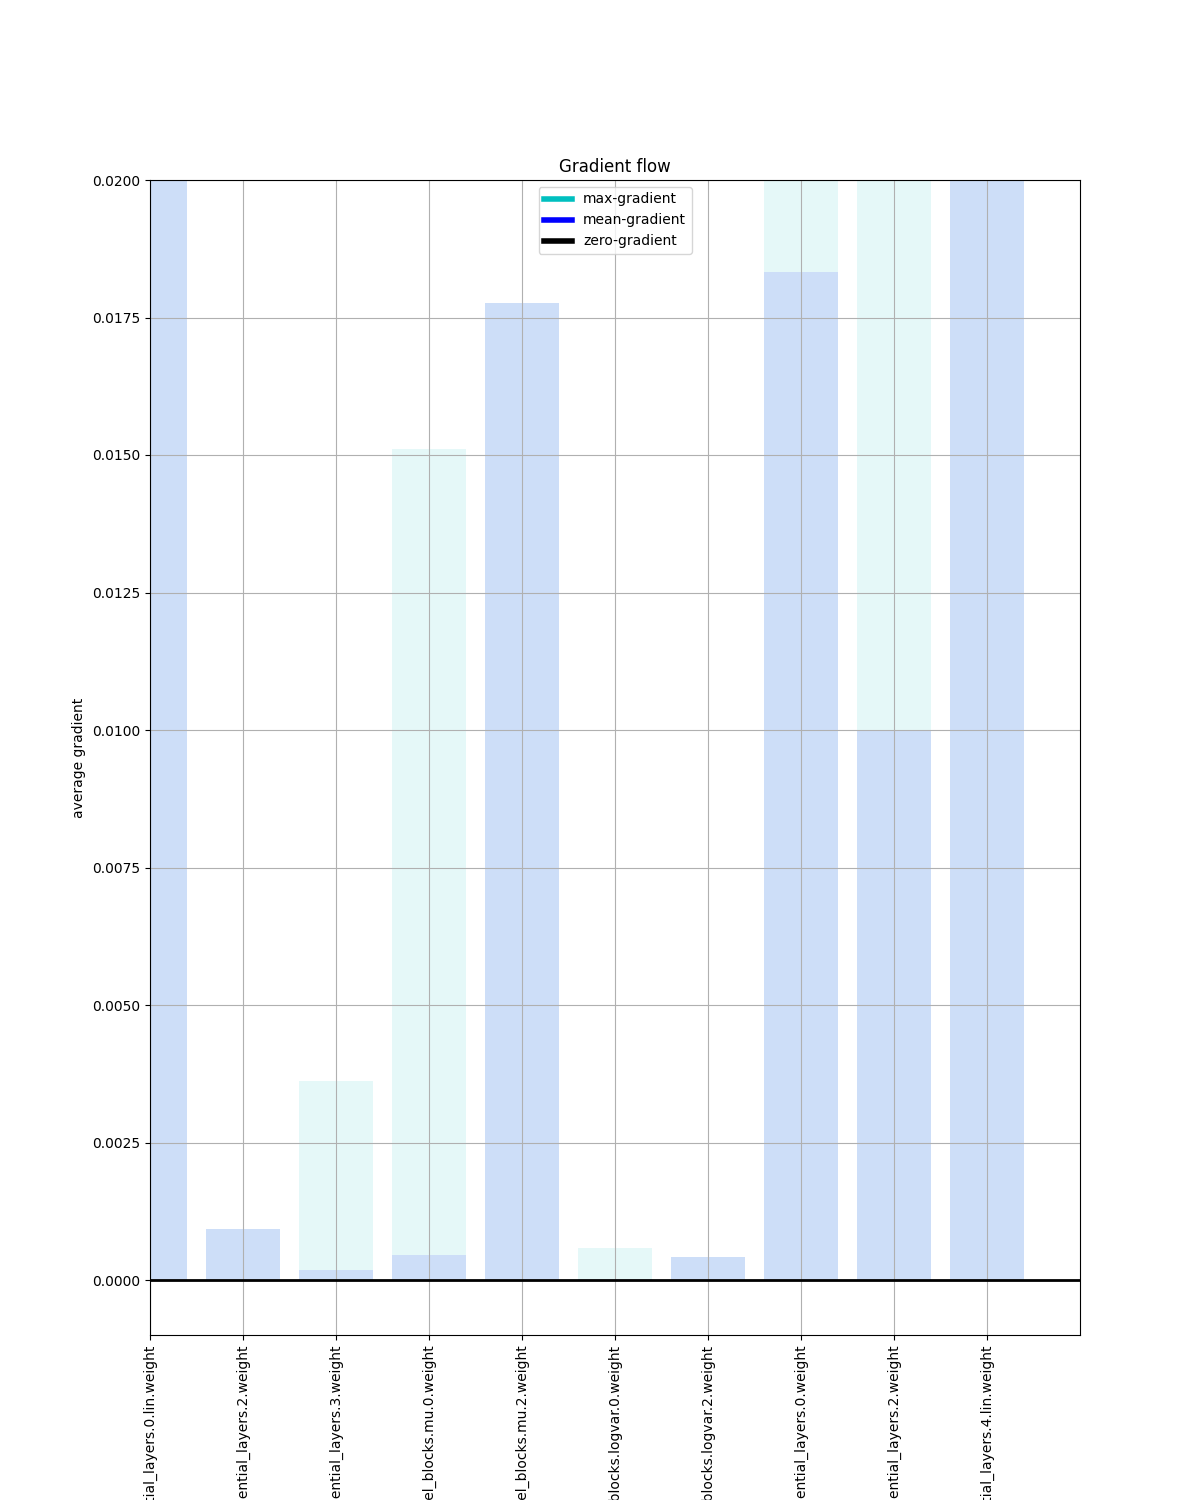 Gradient flow
max-gradient
mean-gradient
zero-gradient
0.0200
0.0175
0.0150
0.0125
0.0100
0.0075
0.0050
0.0025
0.0000
average gradient
tial_layers.0.lin.weight
ential_layers.2.weight
ential_layers.3.weight
el_blocks.mu.0.weight
el_blocks.mu.2.weight
blocks.logvar.0.weight
blocks.logvar.2.weight
ential_layers.0.weight
ential_layers.2.weight
tial_layers.4.lin.weight